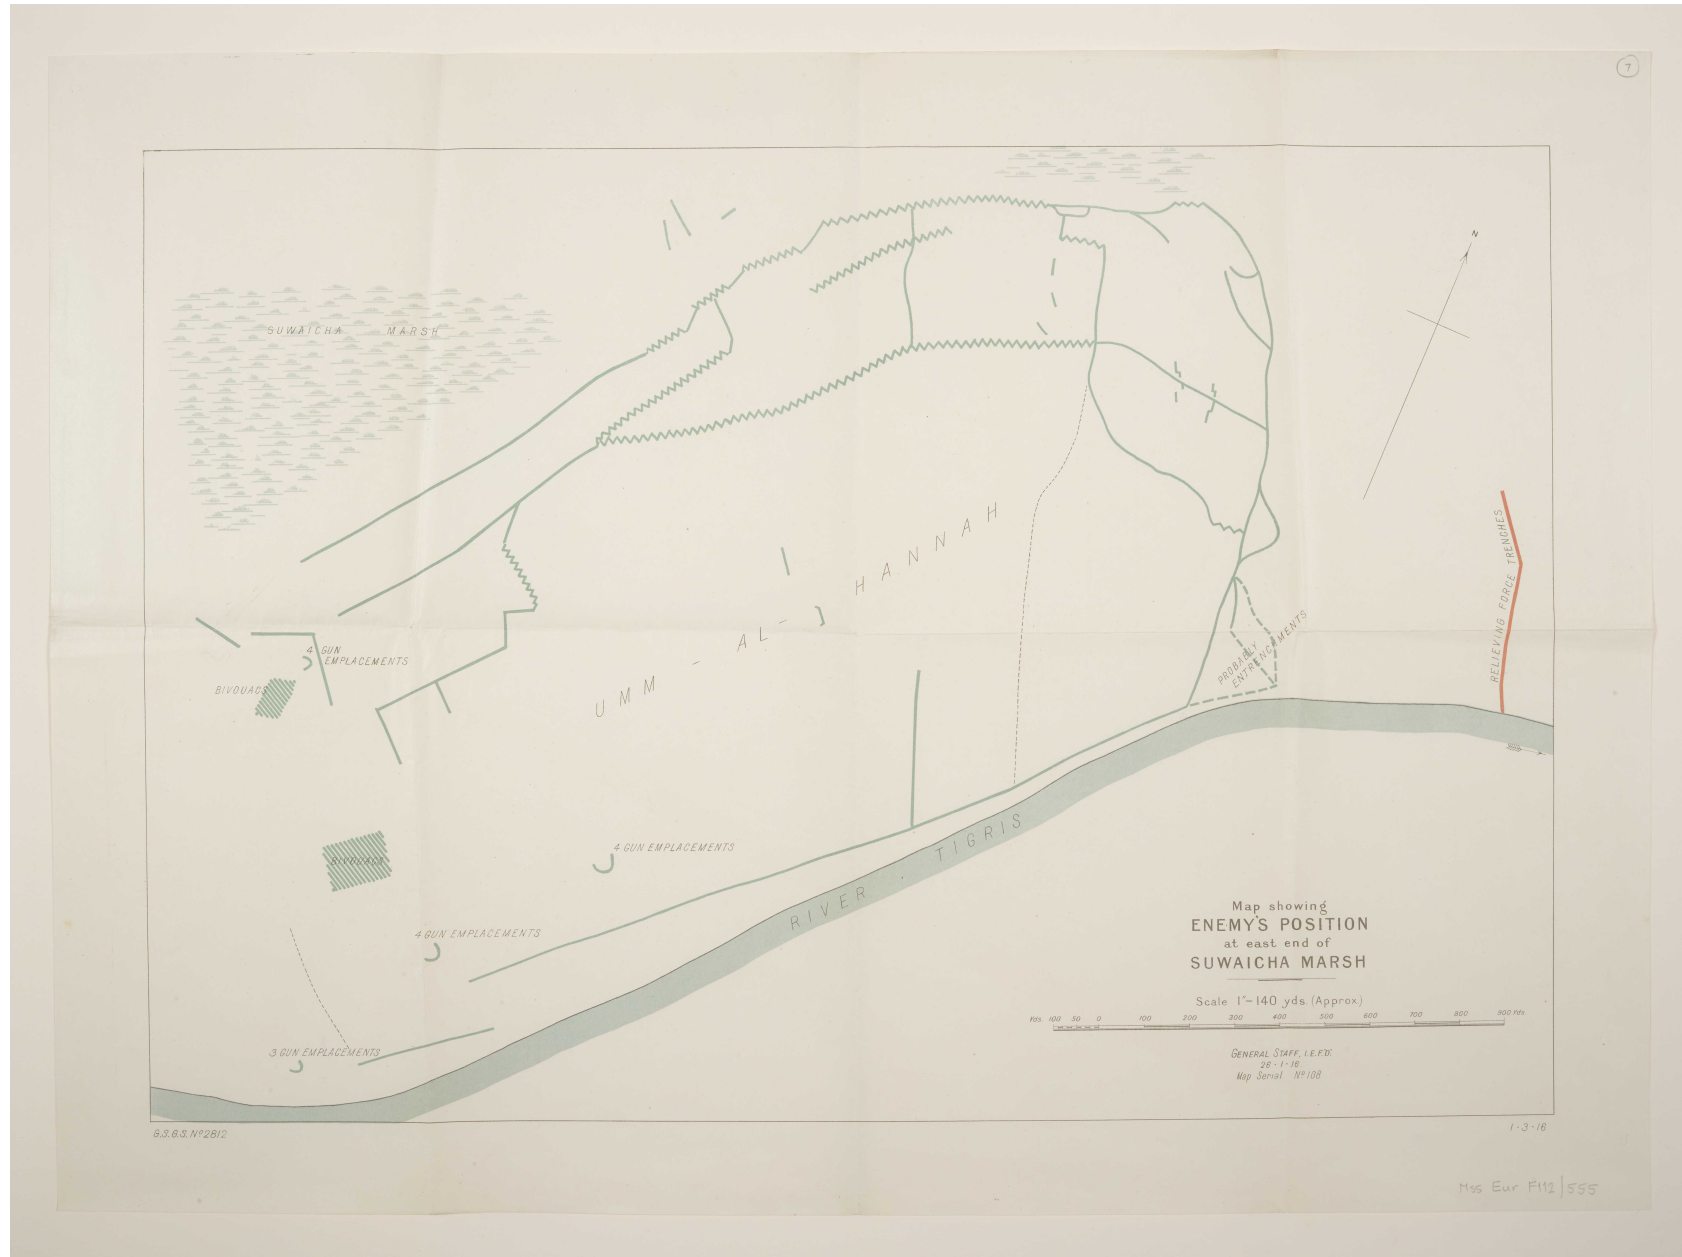 7
N
SUWAICHA MARSH
RELIEVING FORCE TRENCHES
UMM - AL - HANNAH
4 GUN
EMPLACEMENTS
BIVOUACS
PROBABLY
ENTRENCHMENTS
BIVOUACS
4 GUN EMPLACEMENTS
RIVER TIGRIS
4 GUN EMPLACEMENTS
3 GUN EMPLACEMENTS
Map showing
ENEMY'S POSITION
at east end of
SUWAICHA MARSH
Scale 1"=140 yds. (Approx.)
Yds. 100 50 0 100 200 300 400 500 600 700 800 900 Yds.
GENERAL STAFF, I.E.F.'D'.
26-1-16.
Map Serial Nº 108
G.S.G.S. Nº 2812
1-3-16
Mss Eur F112/555